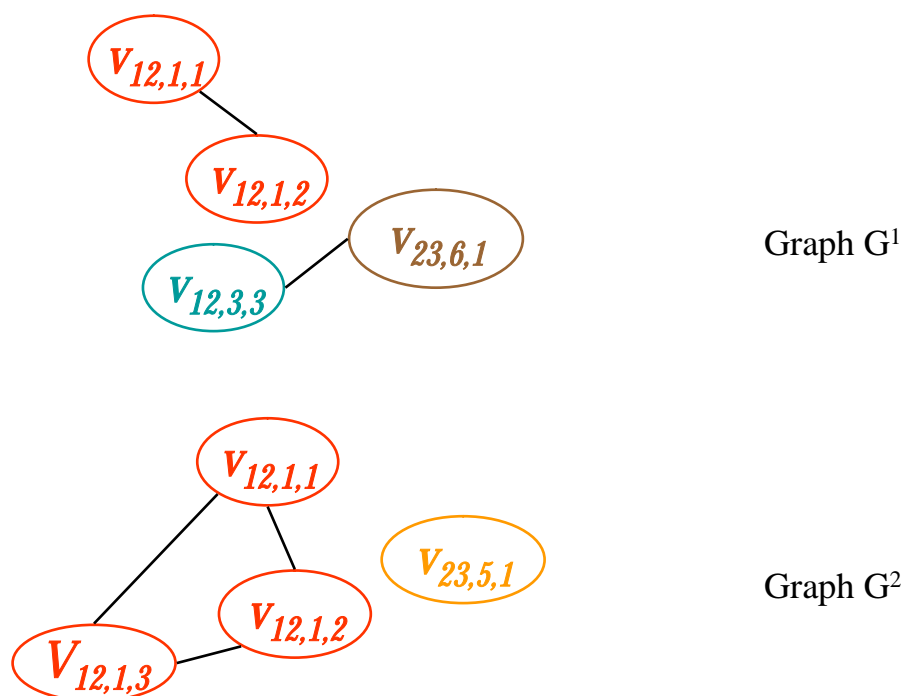 v12,1,1
v12,1,2
v23,6,1
Graph G¹
v12,3,3
v12,1,1
v23,5,1
Graph G²
v12,1,2
V12,1,3